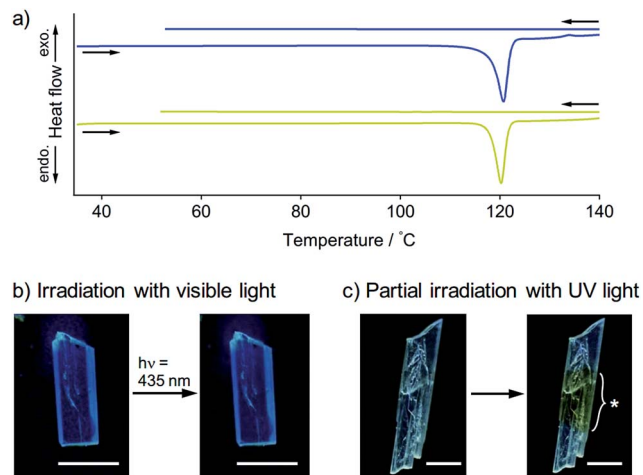 a)
exo.
Heat flow
endo.
40 60 80 100 120 140
Temperature / °C
b) Irradiation with visible light
c) Partial irradiation with UV light
hν =
435 nm
*